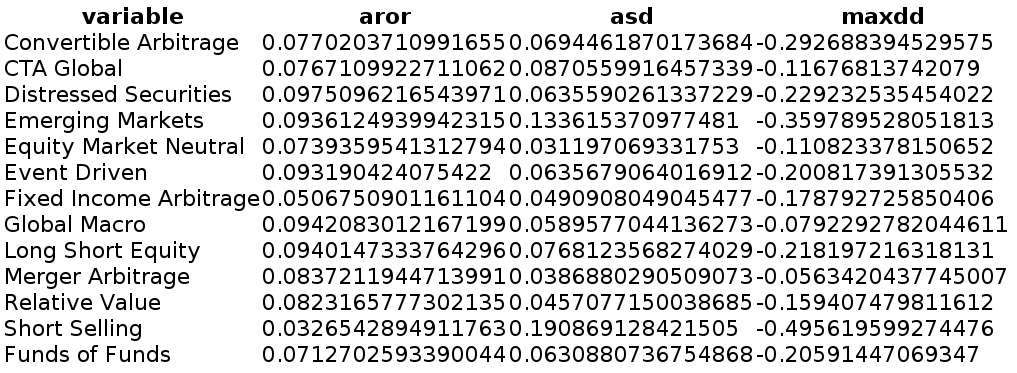 variable aror asd maxdd
Convertible Arbitrage 0.0770203710991655 0.0694461870173684 -0.292688394529575
CTA Global 0.0767109922711062 0.0870559916457339 -0.11676813742079
Distressed Securities 0.0975096216543971 0.0635590261337229 -0.229232535454022
Emerging Markets 0.0936124939942315 0.133615370977481 -0.359789528051813
Equity Market Neutral 0.0739359541312794 0.031197069331753 -0.110823378150652
Event Driven 0.093190424075422 0.0635679064016912 -0.200817391305532
Fixed Income Arbitrage 0.0506750901161104 0.0490908049045477 -0.178792725850406
Global Macro 0.0942083012167199 0.0589577044136273 -0.0792292782044611
Long Short Equity 0.0940147333764296 0.0768123568274029 -0.218197216318131
Merger Arbitrage 0.0837211944713991 0.0386880290509073 -0.0563420437745007
Relative Value 0.0823165777302135 0.0457077150038685 -0.159407479811612
Short Selling 0.0326542894911763 0.190869128421505 -0.495619599274476
Funds of Funds 0.0712702593390044 0.0630880736754868 -0.20591447069347